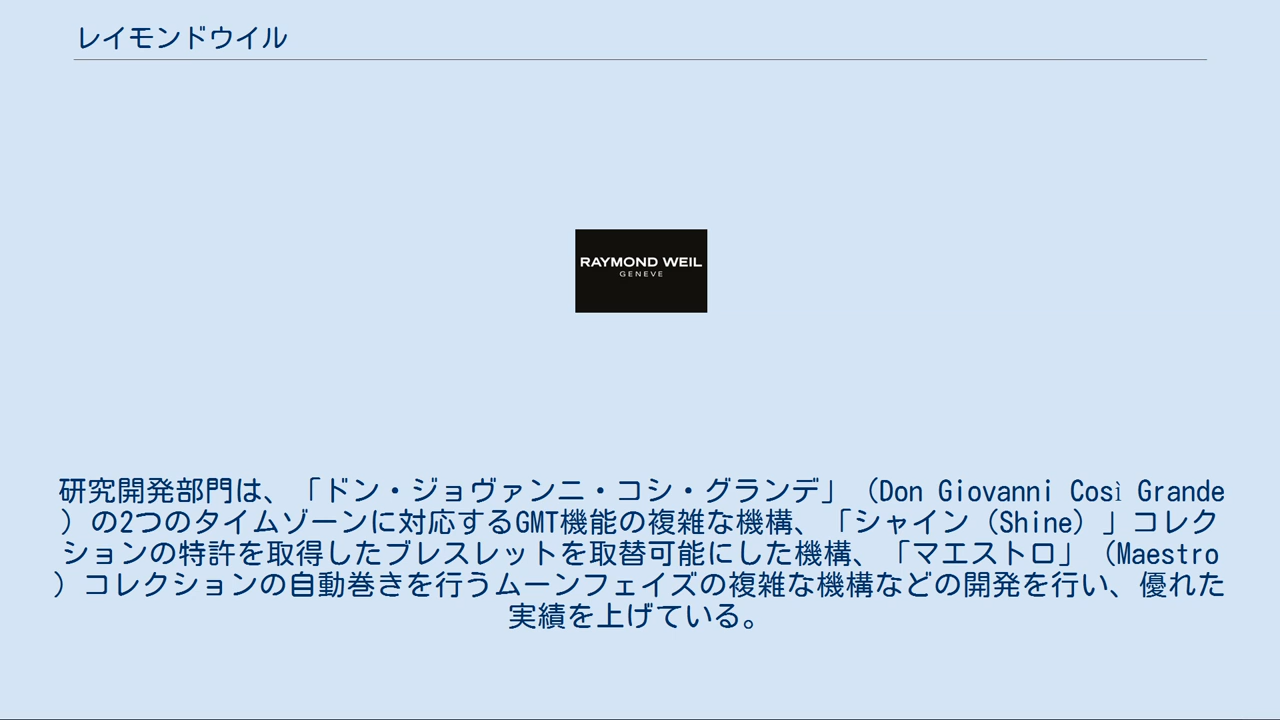 レイモンドウイル
RAYMOND WEIL
GENEVE
研究開発部門は、「ドン・ジョヴァンニ・コシ・グランデ」（Don Giovanni Così Grande
）の2つのタイムゾーンに対応するGMT機能の複雑な機構、「シャイン（Shine）」コレク
ションの特許を取得したブレスレットを取替可能にした機構、「マエストロ」（Maestro
）コレクションの自動巻きを行うムーンフェイズの複雑な機構などの開発を行い、優れた
実績を上げている。